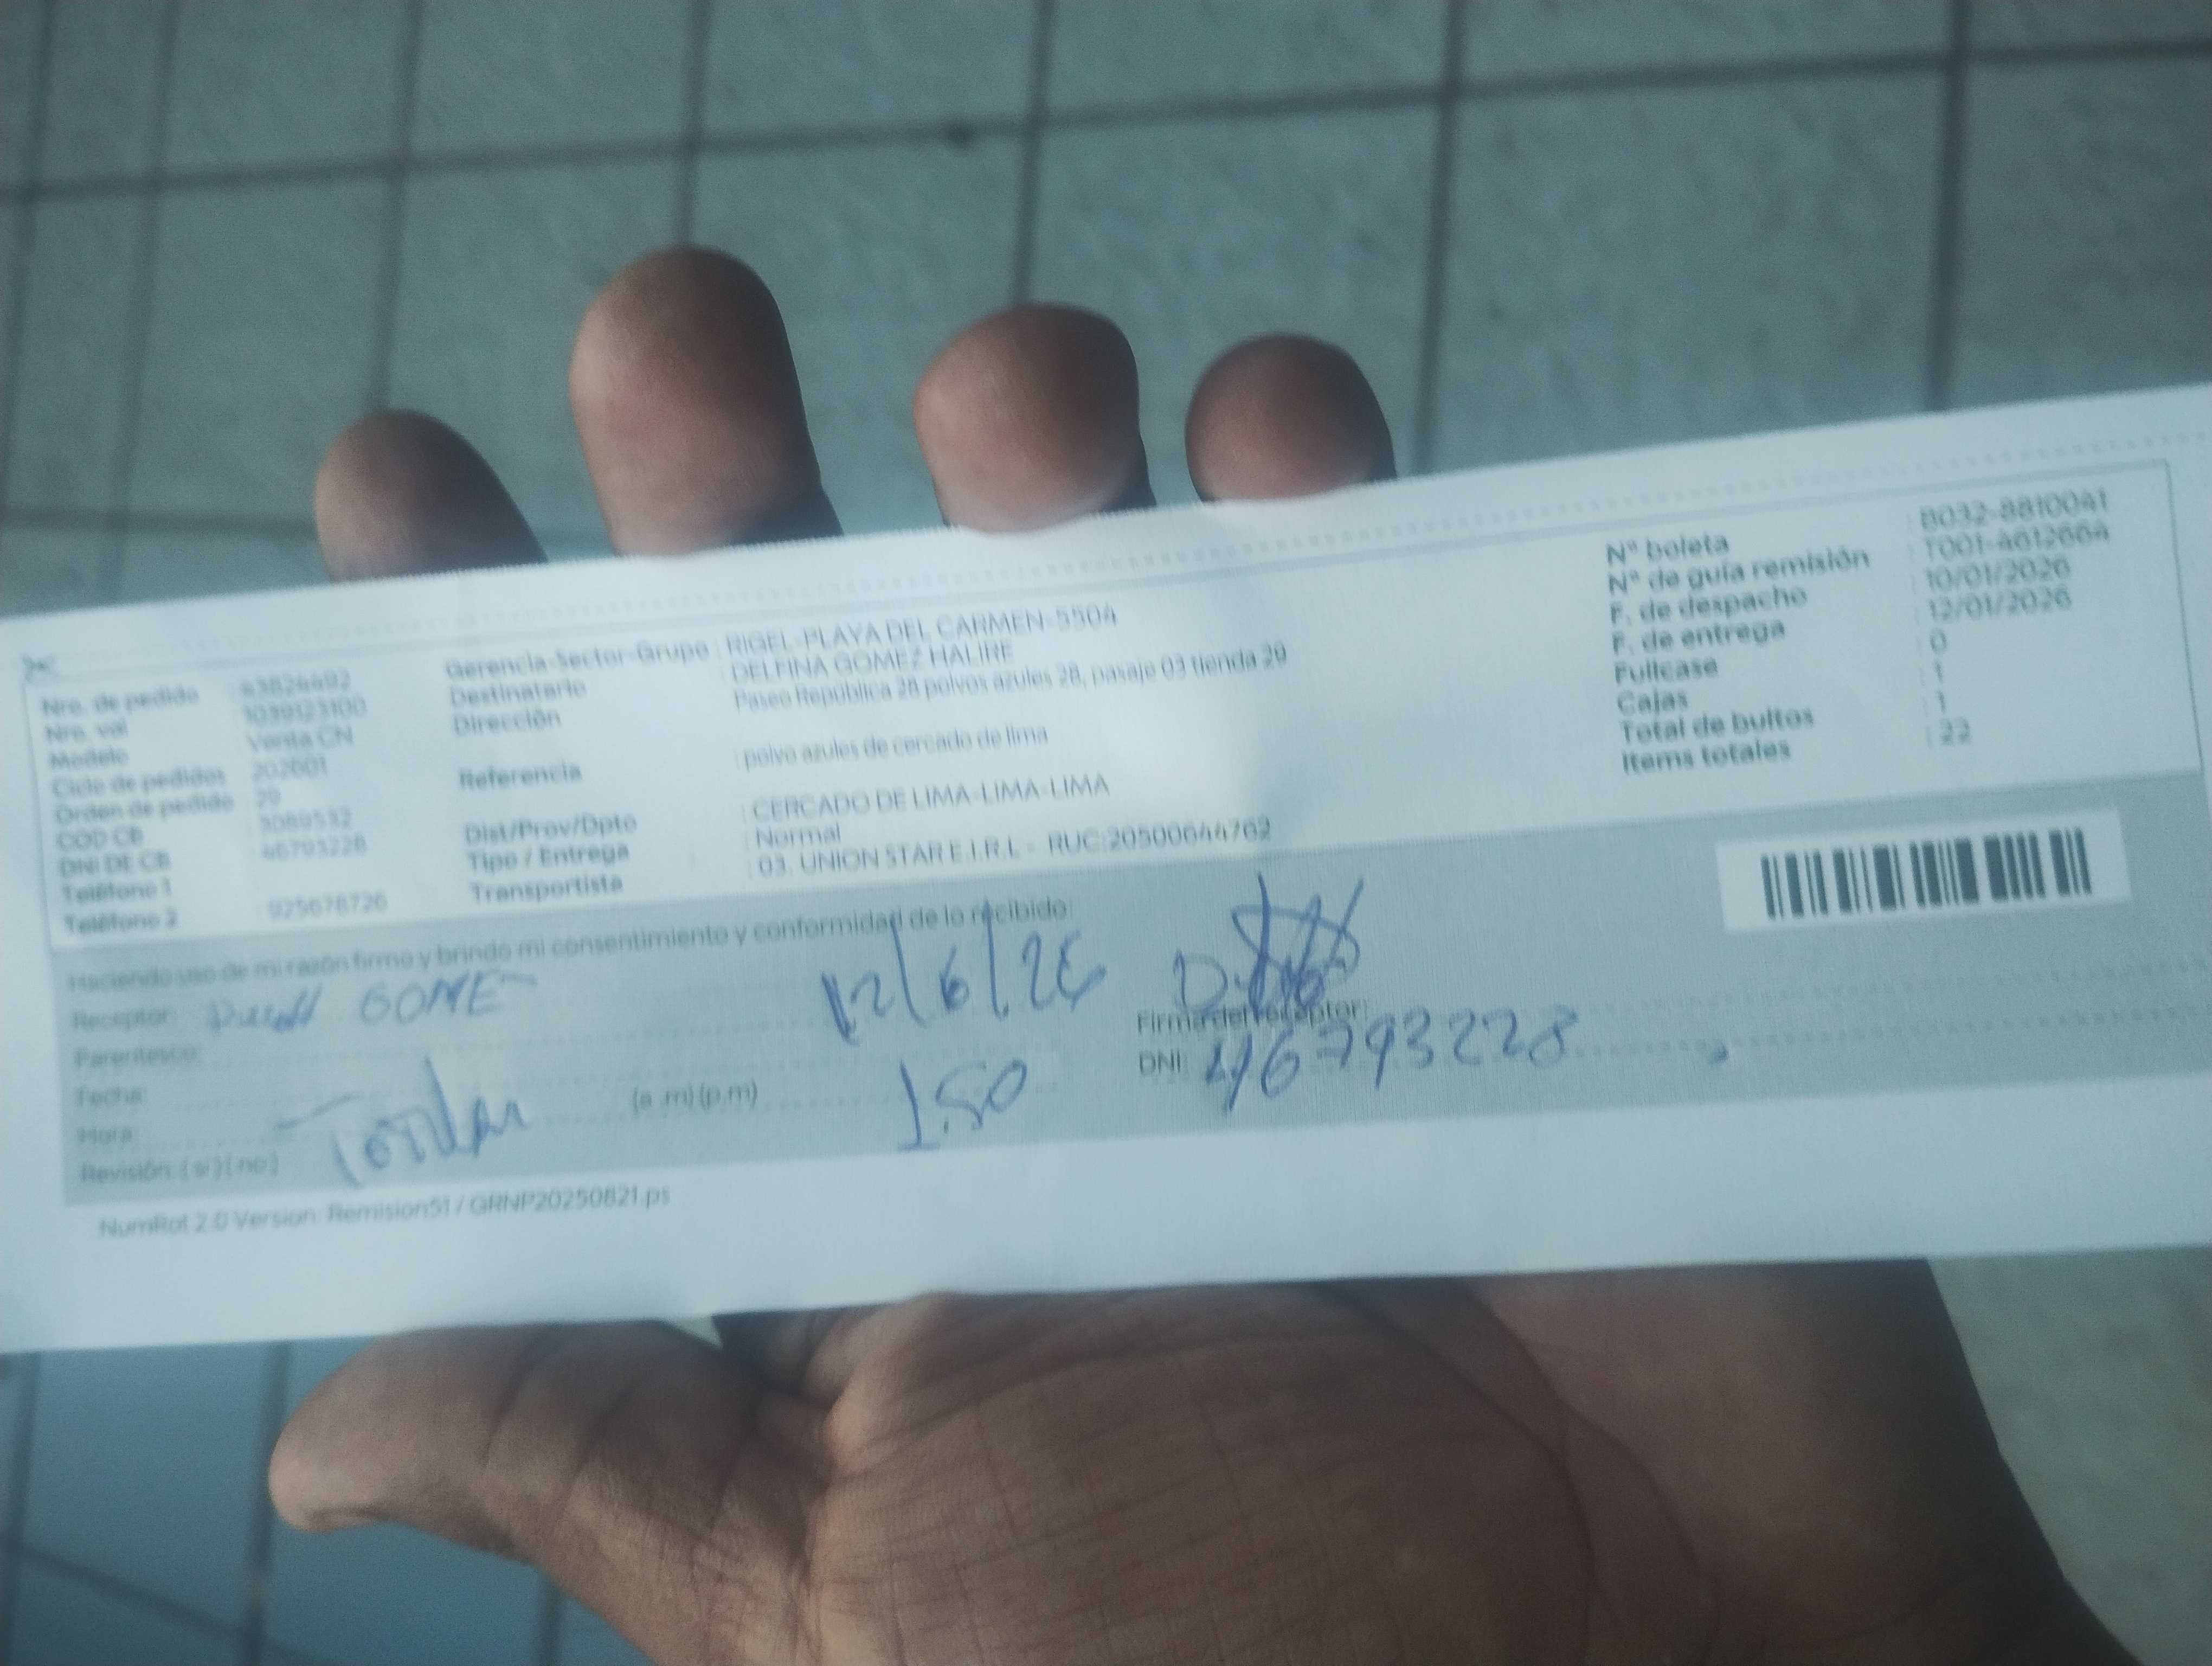 Nro. de pedido : 43824492
Nro. val : 1039123100
Modelo : Venta CN
Ciclo de pedidos : 202601
Orden de pedido : 29
COD CB : 3089532
DNI DE CB : 46793228
Teléfono 1
Teléfono 2 : 925678726
Gerencia-Sector-Grupo : RIGEL-PLAYA DEL CARMEN-5504
Destinatario : DELFINA GOMEZ HALIRE
Dirección : Paseo República 28 polvos azules 28, pasaje 03 tienda 29
Referencia : polvo azules de cercado de lima
Dist/Prov/Dpto : CERCADO DE LIMA-LIMA-LIMA
Tipo / Entrega : Normal
Transportista : 03. UNION STAR E.I.R.L - RUC:20500644762
N° boleta : B032-8810041
N° de guía remisión : T001-4612664
F. de despacho : 10/01/2026
F. de entrega : 12/01/2026
Fullcase : 0
Cajas : 1
Total de bultos : 1
Items totales : 22
Haciendo uso de mi razón firmo y brindo mi consentimiento y conformidad de lo recibido:
Receptor: GOME 12/6/26
Firma del receptor:
Parentesco: DNI: 46793228
Fecha:
Hora: (a .m) (p.m) 1.50
Revisión: ( si ) ( no )
NumRot 2.0 Version: Remision51 / GRNP20250821.ps